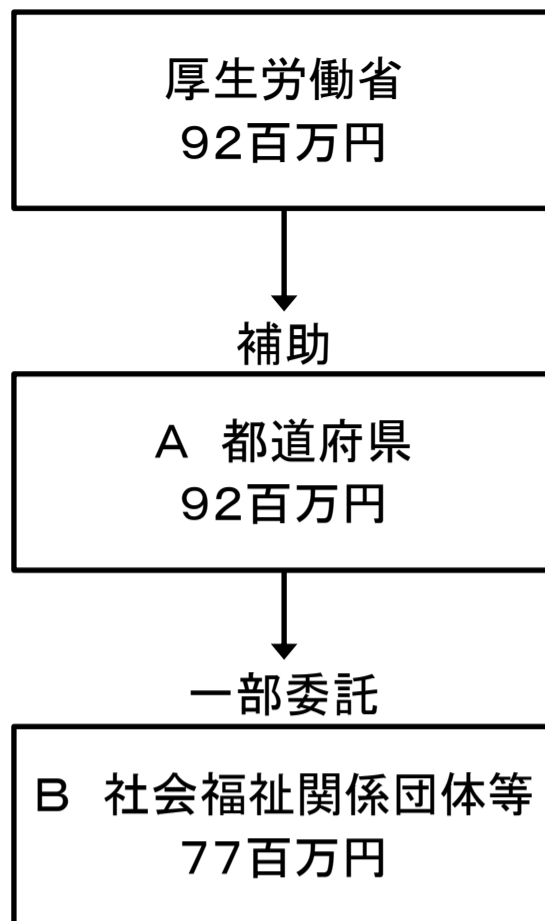 厚生労働省
92百万円
補助
A 都道府県
92百万円
一部委託
B 社会福祉関係団体等
77百万円